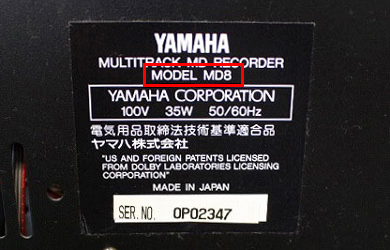 YAMAHA
MULTITRACK MD RECORDER
MODEL MD8
YAMAHA CORPORATION
100V 35W 50/60Hz
電気用品取締法技術基準適合品
ヤマハ株式会社
"US AND FOREIGN PATENTS LICENSED
FROM DOLBY LABORATORIES LICENSING
CORPORATION"
MADE IN JAPAN
SER.NO. OP02347